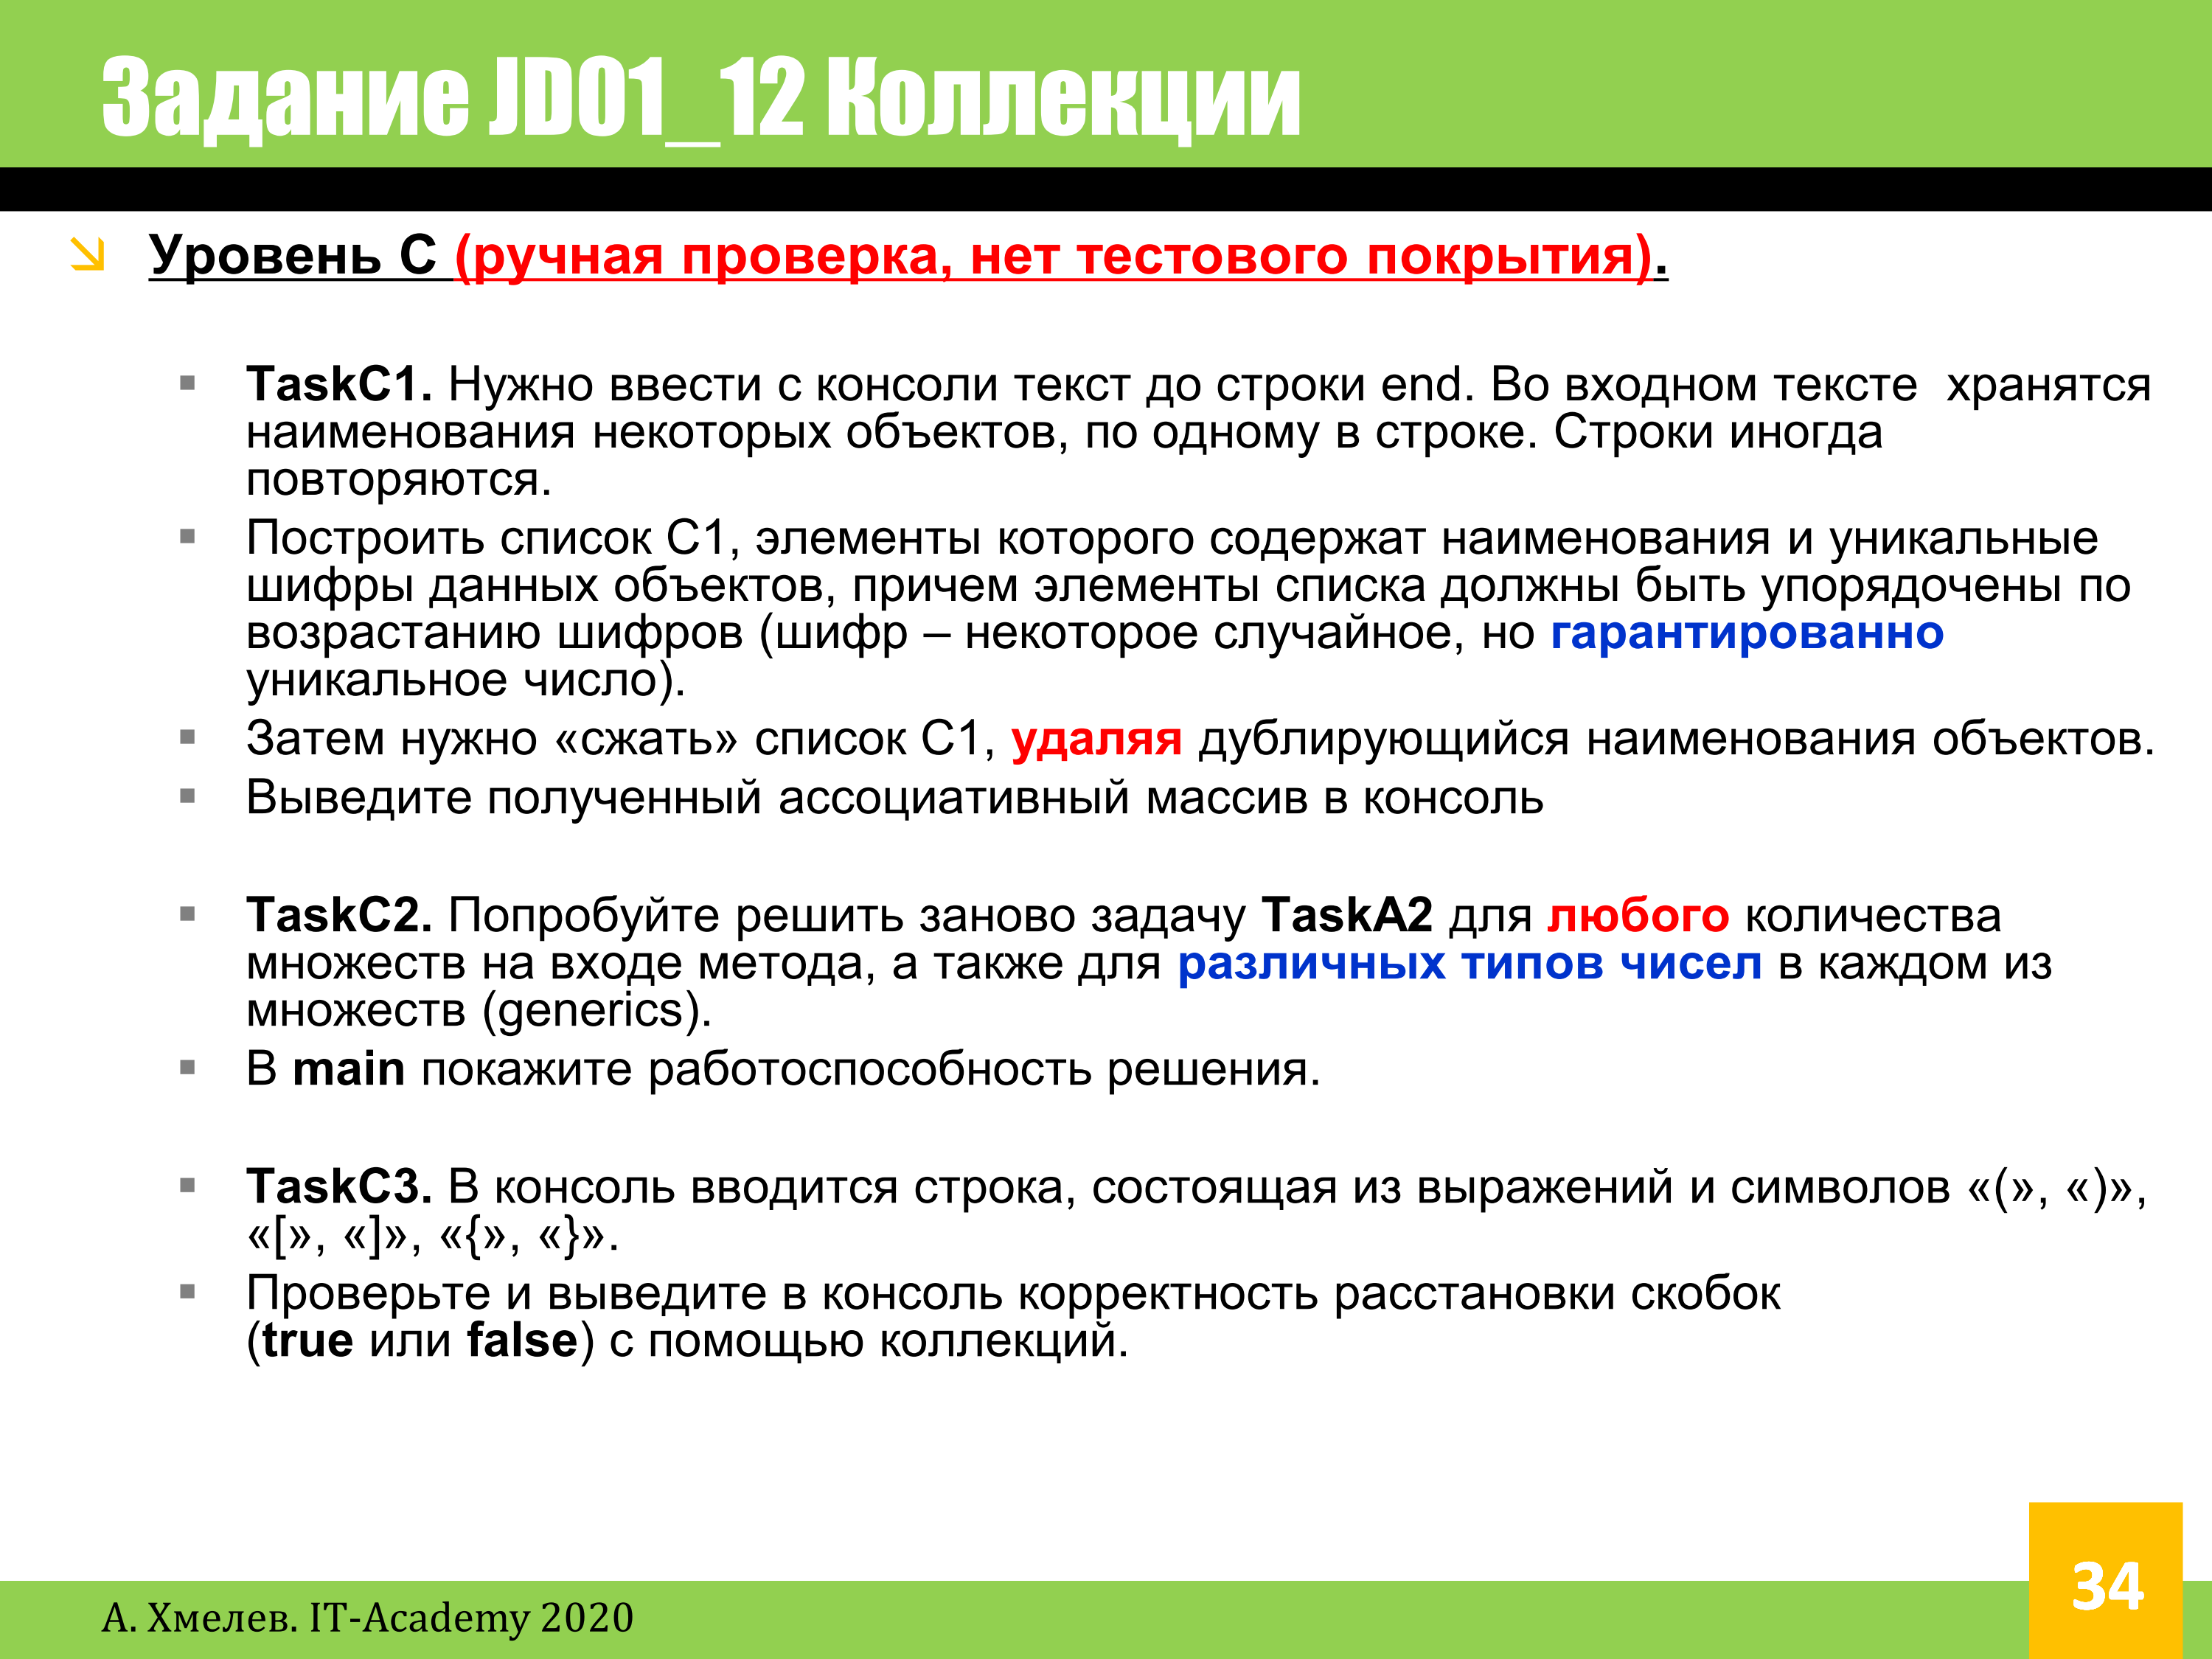 Задание JD01_12 Коллекции
Уровень C (ручная проверка, нет тестового покрытия).
TaskC1. Нужно ввести с консоли текст до строки end. Во входном тексте хранятся
наименования некоторых объектов, по одному в строке. Строки иногда
повторяются.
Построить список C1, элементы которого содержат наименования и уникальные
шифры данных объектов, причем элементы списка должны быть упорядочены по
возрастанию шифров (шифр – некоторое случайное, но гарантированно
уникальное число).
Затем нужно «сжать» список C1, удаляя дублирующийся наименования объектов.
Выведите полученный ассоциативный массив в консоль
TaskC2. Попробуйте решить заново задачу TaskA2 для любого количества
множеств на входе метода, а также для различных типов чисел в каждом из
множеств (generics).
В main покажите работоспособность решения.
TaskC3. В консоль вводится строка, состоящая из выражений и символов «(», «)»,
«[», «]», «{», «}».
Проверьте и выведите в консоль корректность расстановки скобок
(true или false) с помощью коллекций.
34
А. Хмелев. IT-Academy 2020